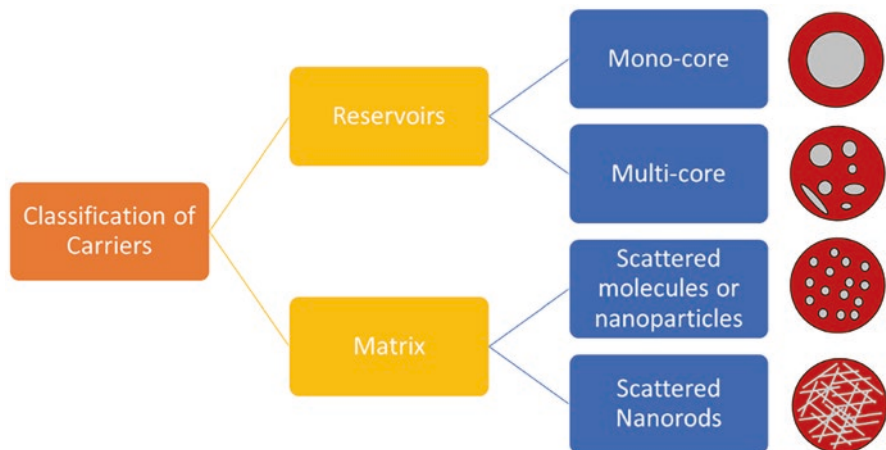 Mono-core
Reservoirs
Multi-core
Classification of
Carriers
Scattered
molecules or
nanoparticles
Matrix
Scattered
Nanorods